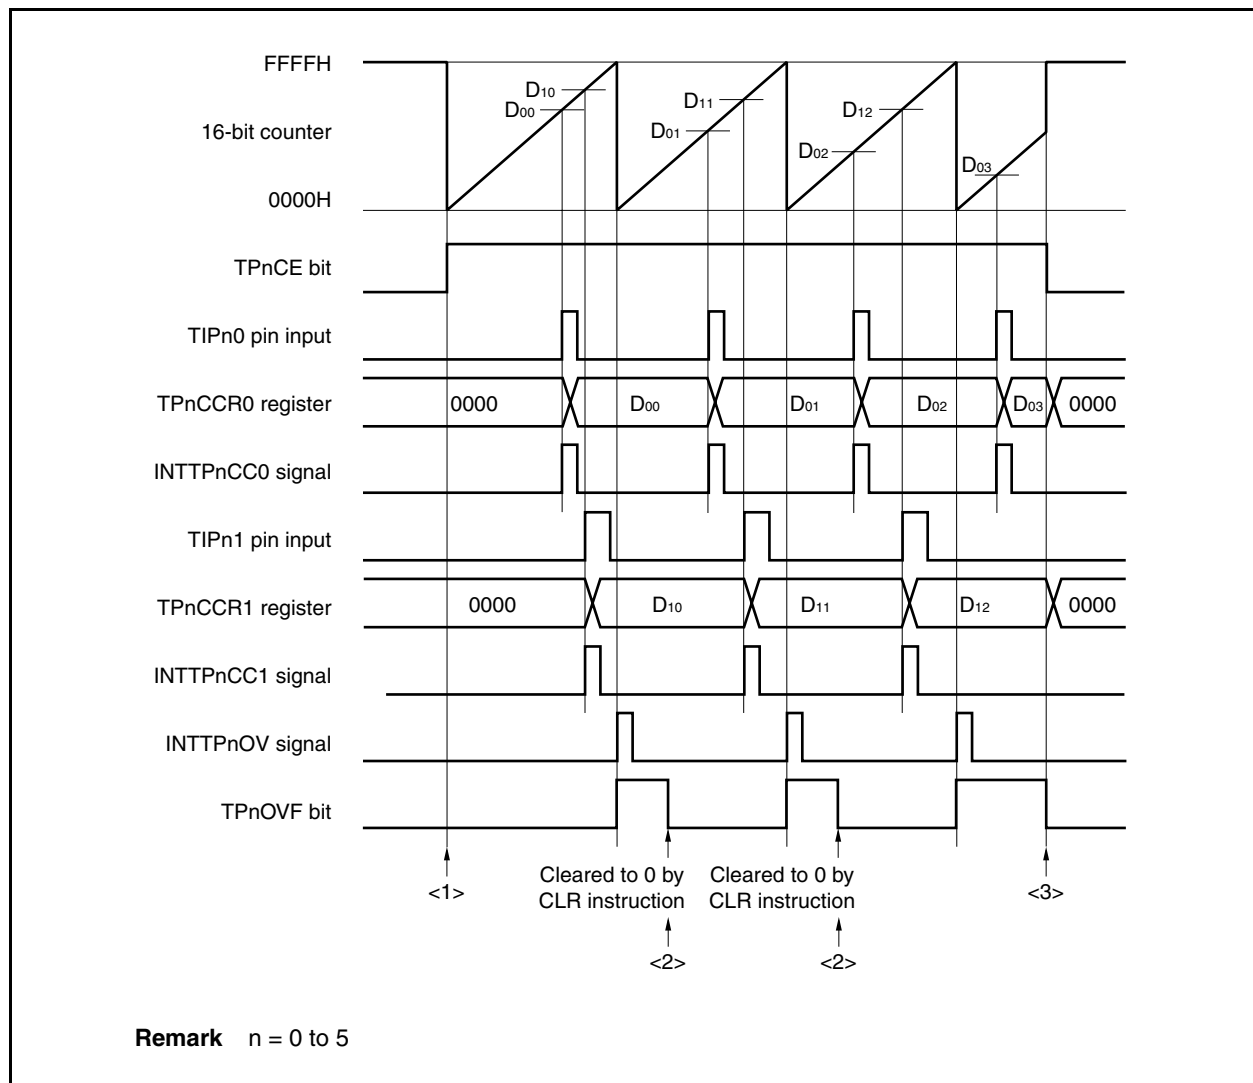 FFFFH
D10
D00
D11
D01
D12
D02
D03
16-bit counter
0000H
TPnCE bit
TIPn0 pin input
TPnCCR0 register
0000
D00
D01
D02
D03
0000
INTTPnCC0 signal
TIPn1 pin input
TPnCCR1 register
0000
D10
D11
D12
0000
INTTPnCC1 signal
INTTPnOV signal
TPnOVF bit
<1>
Cleared to 0 by
CLR instruction
<2>
Cleared to 0 by
CLR instruction
<2>
<3>
Remark n = 0 to 5